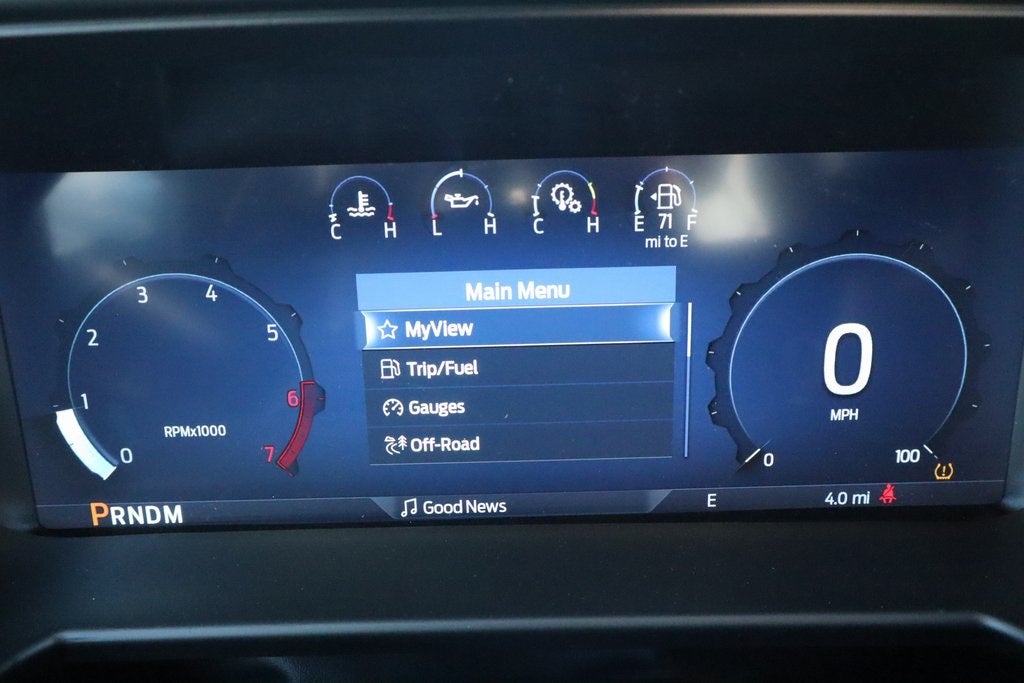 C H
L H
C H
E 71 F
mi to E
Main Menu
MyView
Trip/Fuel
Gauges
Off-Road
0 1 2 3 4 5 6 7
RPMx1000
0
MPH
0 100
PRNDM
Good News
E
4.0 mi